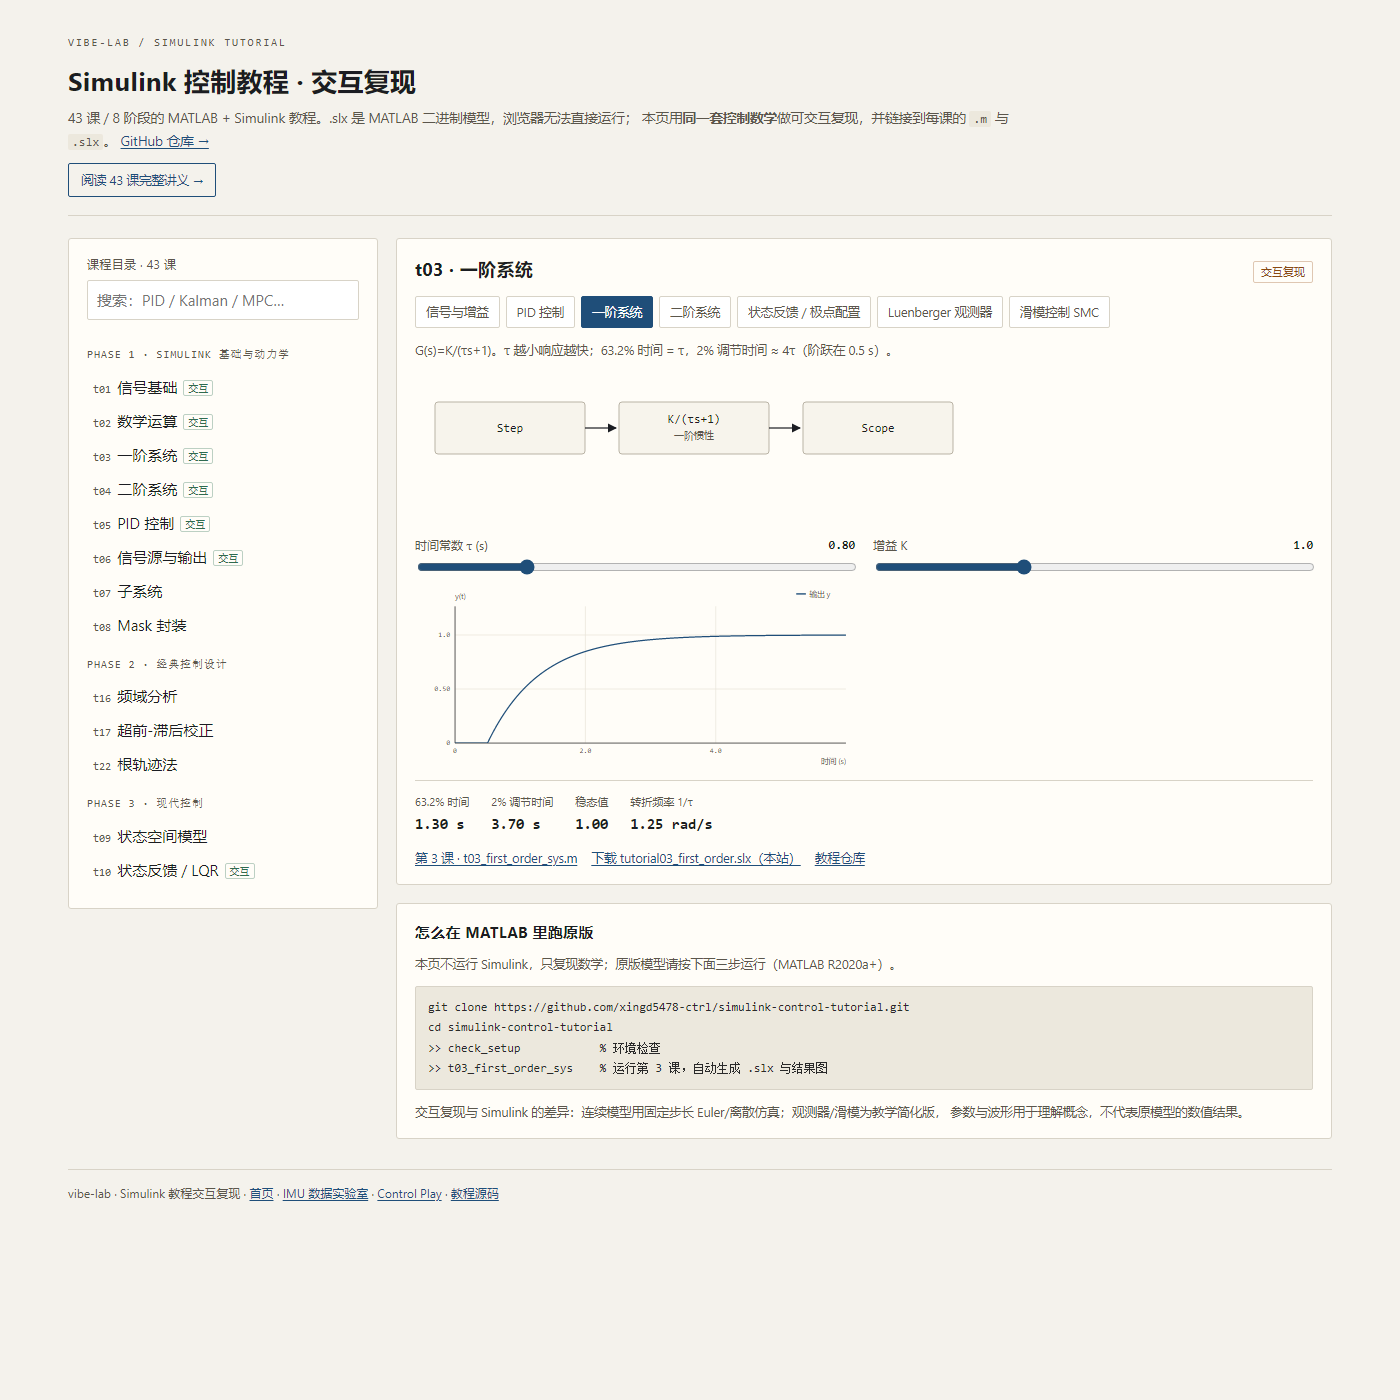 VIBE-LAB / SIMULINK TUTORIAL
Simulink 控制教程 · 交互复现
43 课 / 8 阶段的 MATLAB + Simulink 教程。.slx 是 MATLAB 二进制模型，浏览器无法直接运行； 本页用同一套控制数学做可交互复现，并链接到每课的 .m 与
.slx。 GitHub 仓库 →
阅读 43 课完整讲义 →
课程目录 · 43 课
搜索：PID / Kalman / MPC...
PHASE 1 · SIMULINK 基础与动力学
t01 信号基础 交互
t02 数学运算 交互
t03 一阶系统 交互
t04 二阶系统 交互
t05 PID 控制 交互
t06 信号源与输出 交互
t07 子系统
t08 Mask 封装
PHASE 2 · 经典控制设计
t16 频域分析
t17 超前-滞后校正
t22 根轨迹法
PHASE 3 · 现代控制
t09 状态空间模型
t10 状态反馈 / LQR 交互
t03 · 一阶系统
交互复现
信号与增益 PID 控制 一阶系统 二阶系统 状态反馈 / 极点配置 Luenberger 观测器 滑模控制 SMC
G(s)=K/(τs+1)。τ 越小响应越快；63.2% 时间 = τ，2% 调节时间 ≈ 4τ（阶跃在 0.5 s）。
Step
K/(τs+1)
一阶惯性
Scope
时间常数 τ (s) 0.80
增益 K 1.0
y(t)
输出 y
1.0
0.50
0
0 2.0 4.0
时间 (s)
63.2% 时间 2% 调节时间 稳态值 转折频率 1/τ
1.30 s 3.70 s 1.00 1.25 rad/s
第 3 课 · t03_first_order_sys.m 下载 tutorial03_first_order.slx（本站） 教程仓库
怎么在 MATLAB 里跑原版
本页不运行 Simulink，只复现数学；原版模型请按下面三步运行（MATLAB R2020a+）。
git clone https://github.com/xingd5478-ctrl/simulink-control-tutorial.git
cd simulink-control-tutorial
>> check_setup % 环境检查
>> t03_first_order_sys % 运行第 3 课，自动生成 .slx 与结果图
交互复现与 Simulink 的差异：连续模型用固定步长 Euler/离散仿真；观测器/滑模为教学简化版， 参数与波形用于理解概念，不代表原模型的数值结果。
vibe-lab · Simulink 教程交互复现 · 首页 · IMU 数据实验室 · Control Play · 教程源码